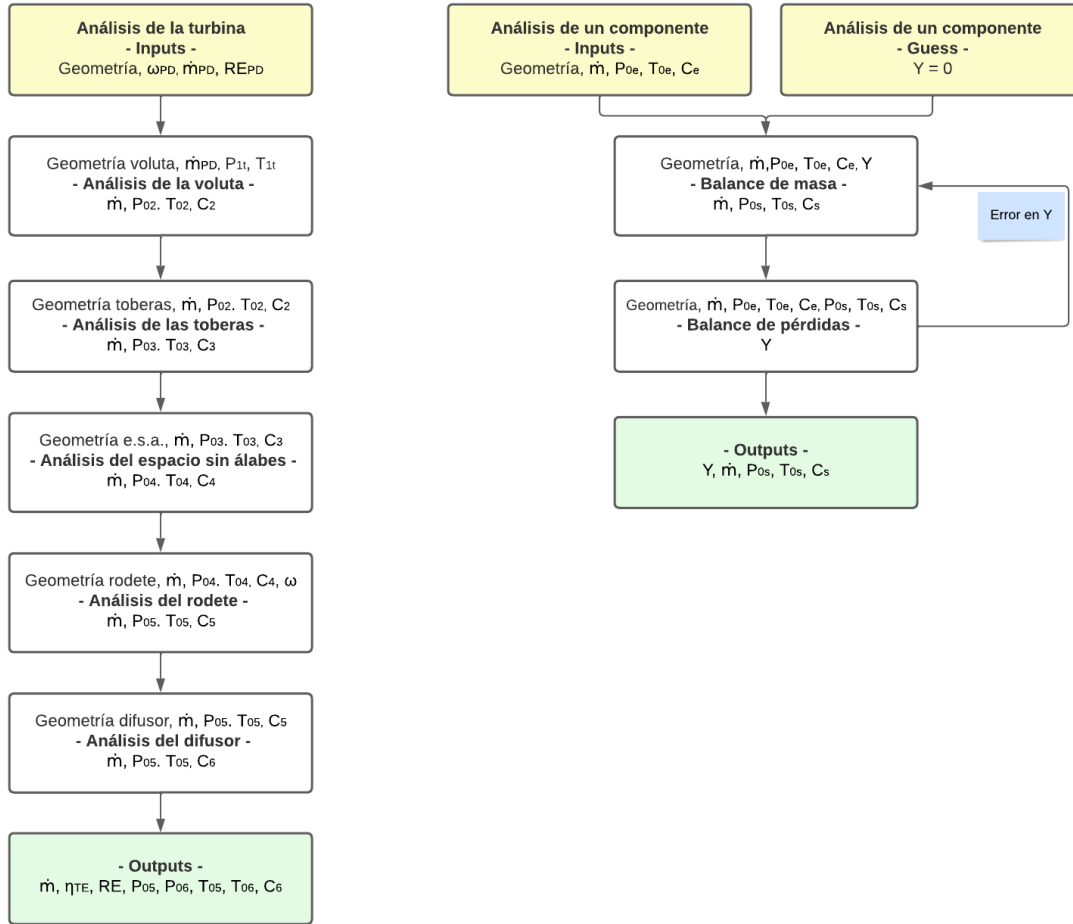 Análisis de la turbina
- Inputs -
Geometría, ωPD, ṁPD, REPD
Geometría voluta, ṁPD, P1t, T1t
- Análisis de la voluta -
ṁ, P02. T02, C2
Geometría toberas, ṁ, P02. T02, C2
- Análisis de las toberas -
ṁ, P03. T03, C3
Geometría e.s.a., ṁ, P03. T03, C3
- Análisis del espacio sin álabes -
ṁ, P04. T04, C4
Geometría rodete, ṁ, P04. T04, C4, ω
- Análisis del rodete -
ṁ, P05. T05, C5
Geometría difusor, ṁ, P05. T05, C5
- Análisis del difusor -
ṁ, P05. T05, C6
- Outputs -
ṁ, ηTE, RE, P05, P06, T05, T06, C6
Análisis de un componente
- Inputs -
Geometría, ṁ, P0e, T0e, Ce
Análisis de un componente
- Guess -
Y = 0
Geometría, ṁ,P0e, T0e, Ce, Y
- Balance de masa -
ṁ, P0s, T0s, Cs
Error en Y
Geometría, ṁ, P0e, T0e, Ce, P0s, T0s, Cs
- Balance de pérdidas -
Y
- Outputs -
Y, ṁ, P0s, T0s, Cs